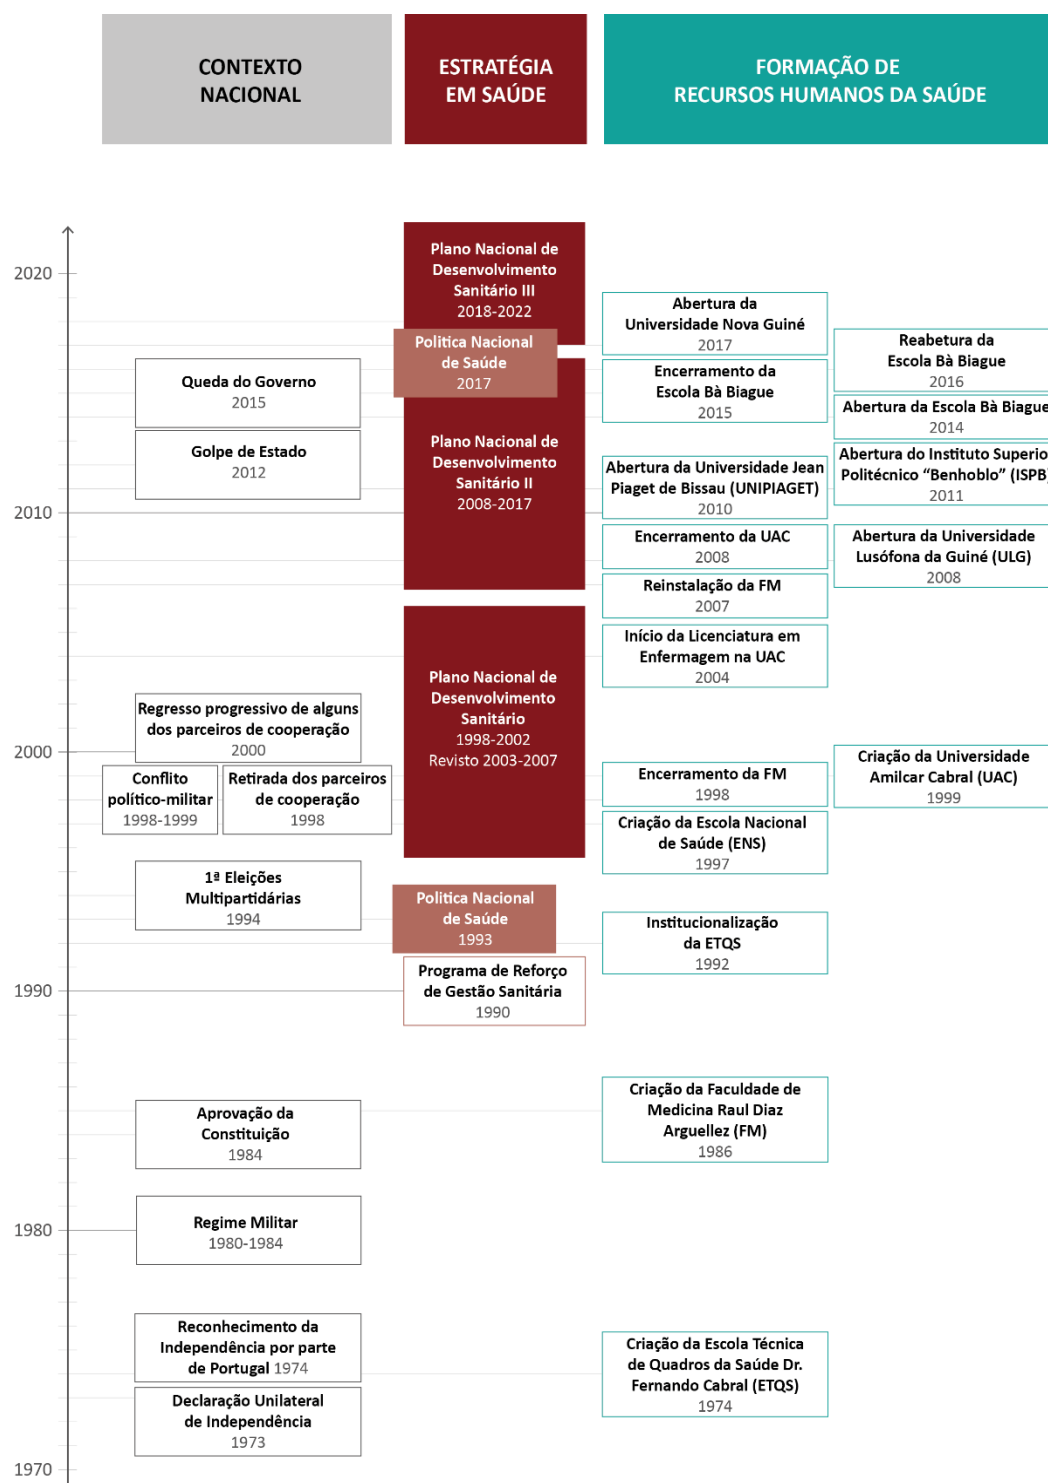 CONTEXTO
NACIONAL
ESTRATÉGIA
EM SAÚDE
FORMAÇÃO DE
RECURSOS HUMANOS DA SAÚDE
2020
2010
2000
1990
1980
1970
Queda do Governo
2015
Golpe de Estado
2012
Regresso progressivo de alguns
dos parceiros de cooperação
2000
Conflito
político-militar
1998-1999
Retirada dos parceiros
de cooperação
1998
1ª Eleições
Multipartidárias
1994
Aprovação da
Constituição
1984
Regime Militar
1980-1984
Reconhecimento da
Independência por parte
de Portugal 1974
Declaração Unilateral
de Independência
1973
Plano Nacional de
Desenvolvimento
Sanitário III
2018-2022
Politica Nacional
de Saúde
2017
Plano Nacional de
Desenvolvimento
Sanitário II
2008-2017
Plano Nacional de
Desenvolvimento
Sanitário
1998-2002
Revisto 2003-2007
Politica Nacional
de Saúde
1993
Programa de Reforço
de Gestão Sanitária
1990
Abertura da
Universidade Nova Guiné
2017
Encerramento da
Escola Bà Biague
2015
Abertura da Universidade Jean
Piaget de Bissau (UNIPIAGET)
2010
Encerramento da UAC
2008
Reinstalação da FM
2007
Início da Licenciatura em
Enfermagem na UAC
2004
Encerramento da FM
1998
Criação da Escola Nacional
de Saúde (ENS)
1997
Institucionalização
da ETQS
1992
Criação da Faculdade de
Medicina Raul Diaz
Arguellez (FM)
1986
Criação da Escola Técnica
de Quadros da Saúde Dr.
Fernando Cabral (ETQS)
1974
Reabetura da
Escola Bà Biague
2016
Abertura da Escola Bà Biague
2014
Abertura do Instituto Superio
Politécnico “Benhoblo” (ISPB)
2011
Abertura da Universidade
Lusófona da Guiné (ULG)
2008
Criação da Universidade
Amilcar Cabral (UAC)
1999